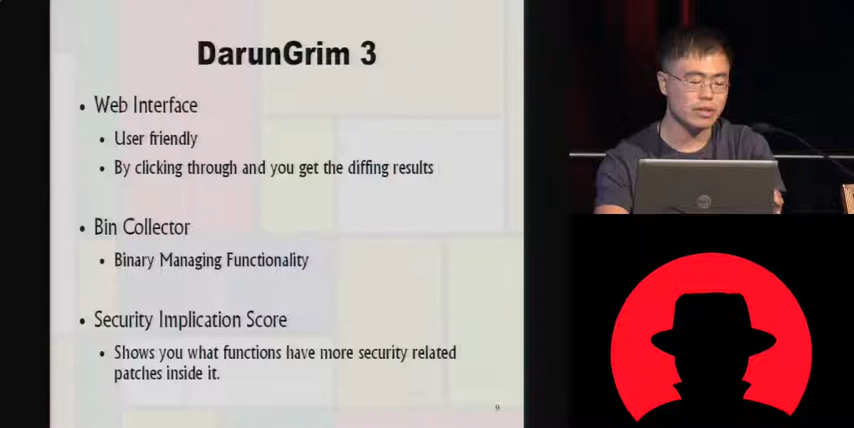 DarunGrim 3
• Web Interface
• User friendly
• By clicking through and you get the diffing results
• Bin Collector
• Binary Managing Functionality
• Security Implication Score
• Shows you what functions have more security related
patches inside it.
9